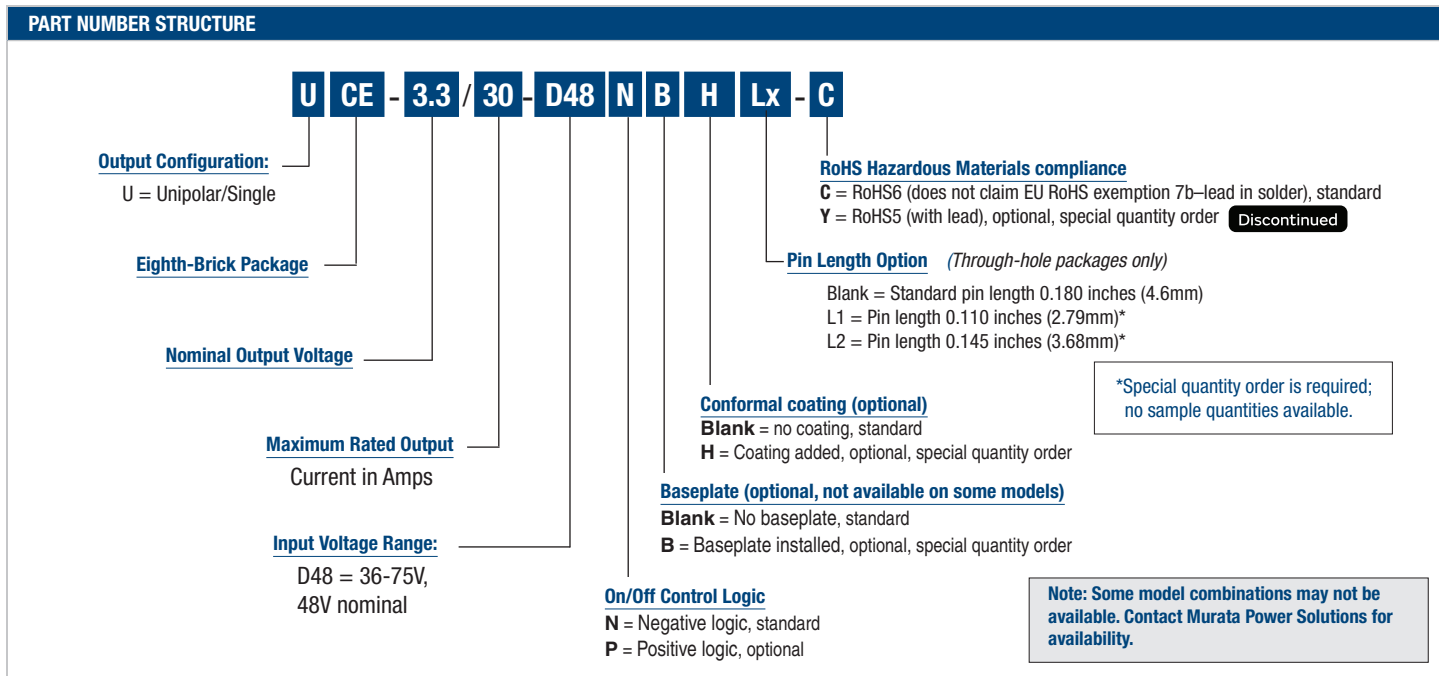 PART NUMBER STRUCTURE
U CE - 3.3 / 30 - D48 N B H Lx - C
Output Configuration:
U = Unipolar/Single
Eighth-Brick Package
Nominal Output Voltage
Maximum Rated Output
Current in Amps
Input Voltage Range:
D48 = 36-75V,
48V nominal
RoHS Hazardous Materials compliance
C = RoHS6 (does not claim EU RoHS exemption 7b–lead in solder), standard
Y = RoHS5 (with lead), optional, special quantity order Discontinued
Pin Length Option (Through-hole packages only)
Blank = Standard pin length 0.180 inches (4.6mm)
L1 = Pin length 0.110 inches (2.79mm)*
L2 = Pin length 0.145 inches (3.68mm)*
*Special quantity order is required;
no sample quantities available.
Conformal coating (optional)
Blank = no coating, standard
H = Coating added, optional, special quantity order
Baseplate (optional, not available on some models)
Blank = No baseplate, standard
B = Baseplate installed, optional, special quantity order
On/Off Control Logic
N = Negative logic, standard
P = Positive logic, optional
Note: Some model combinations may not be
available. Contact Murata Power Solutions for
availability.